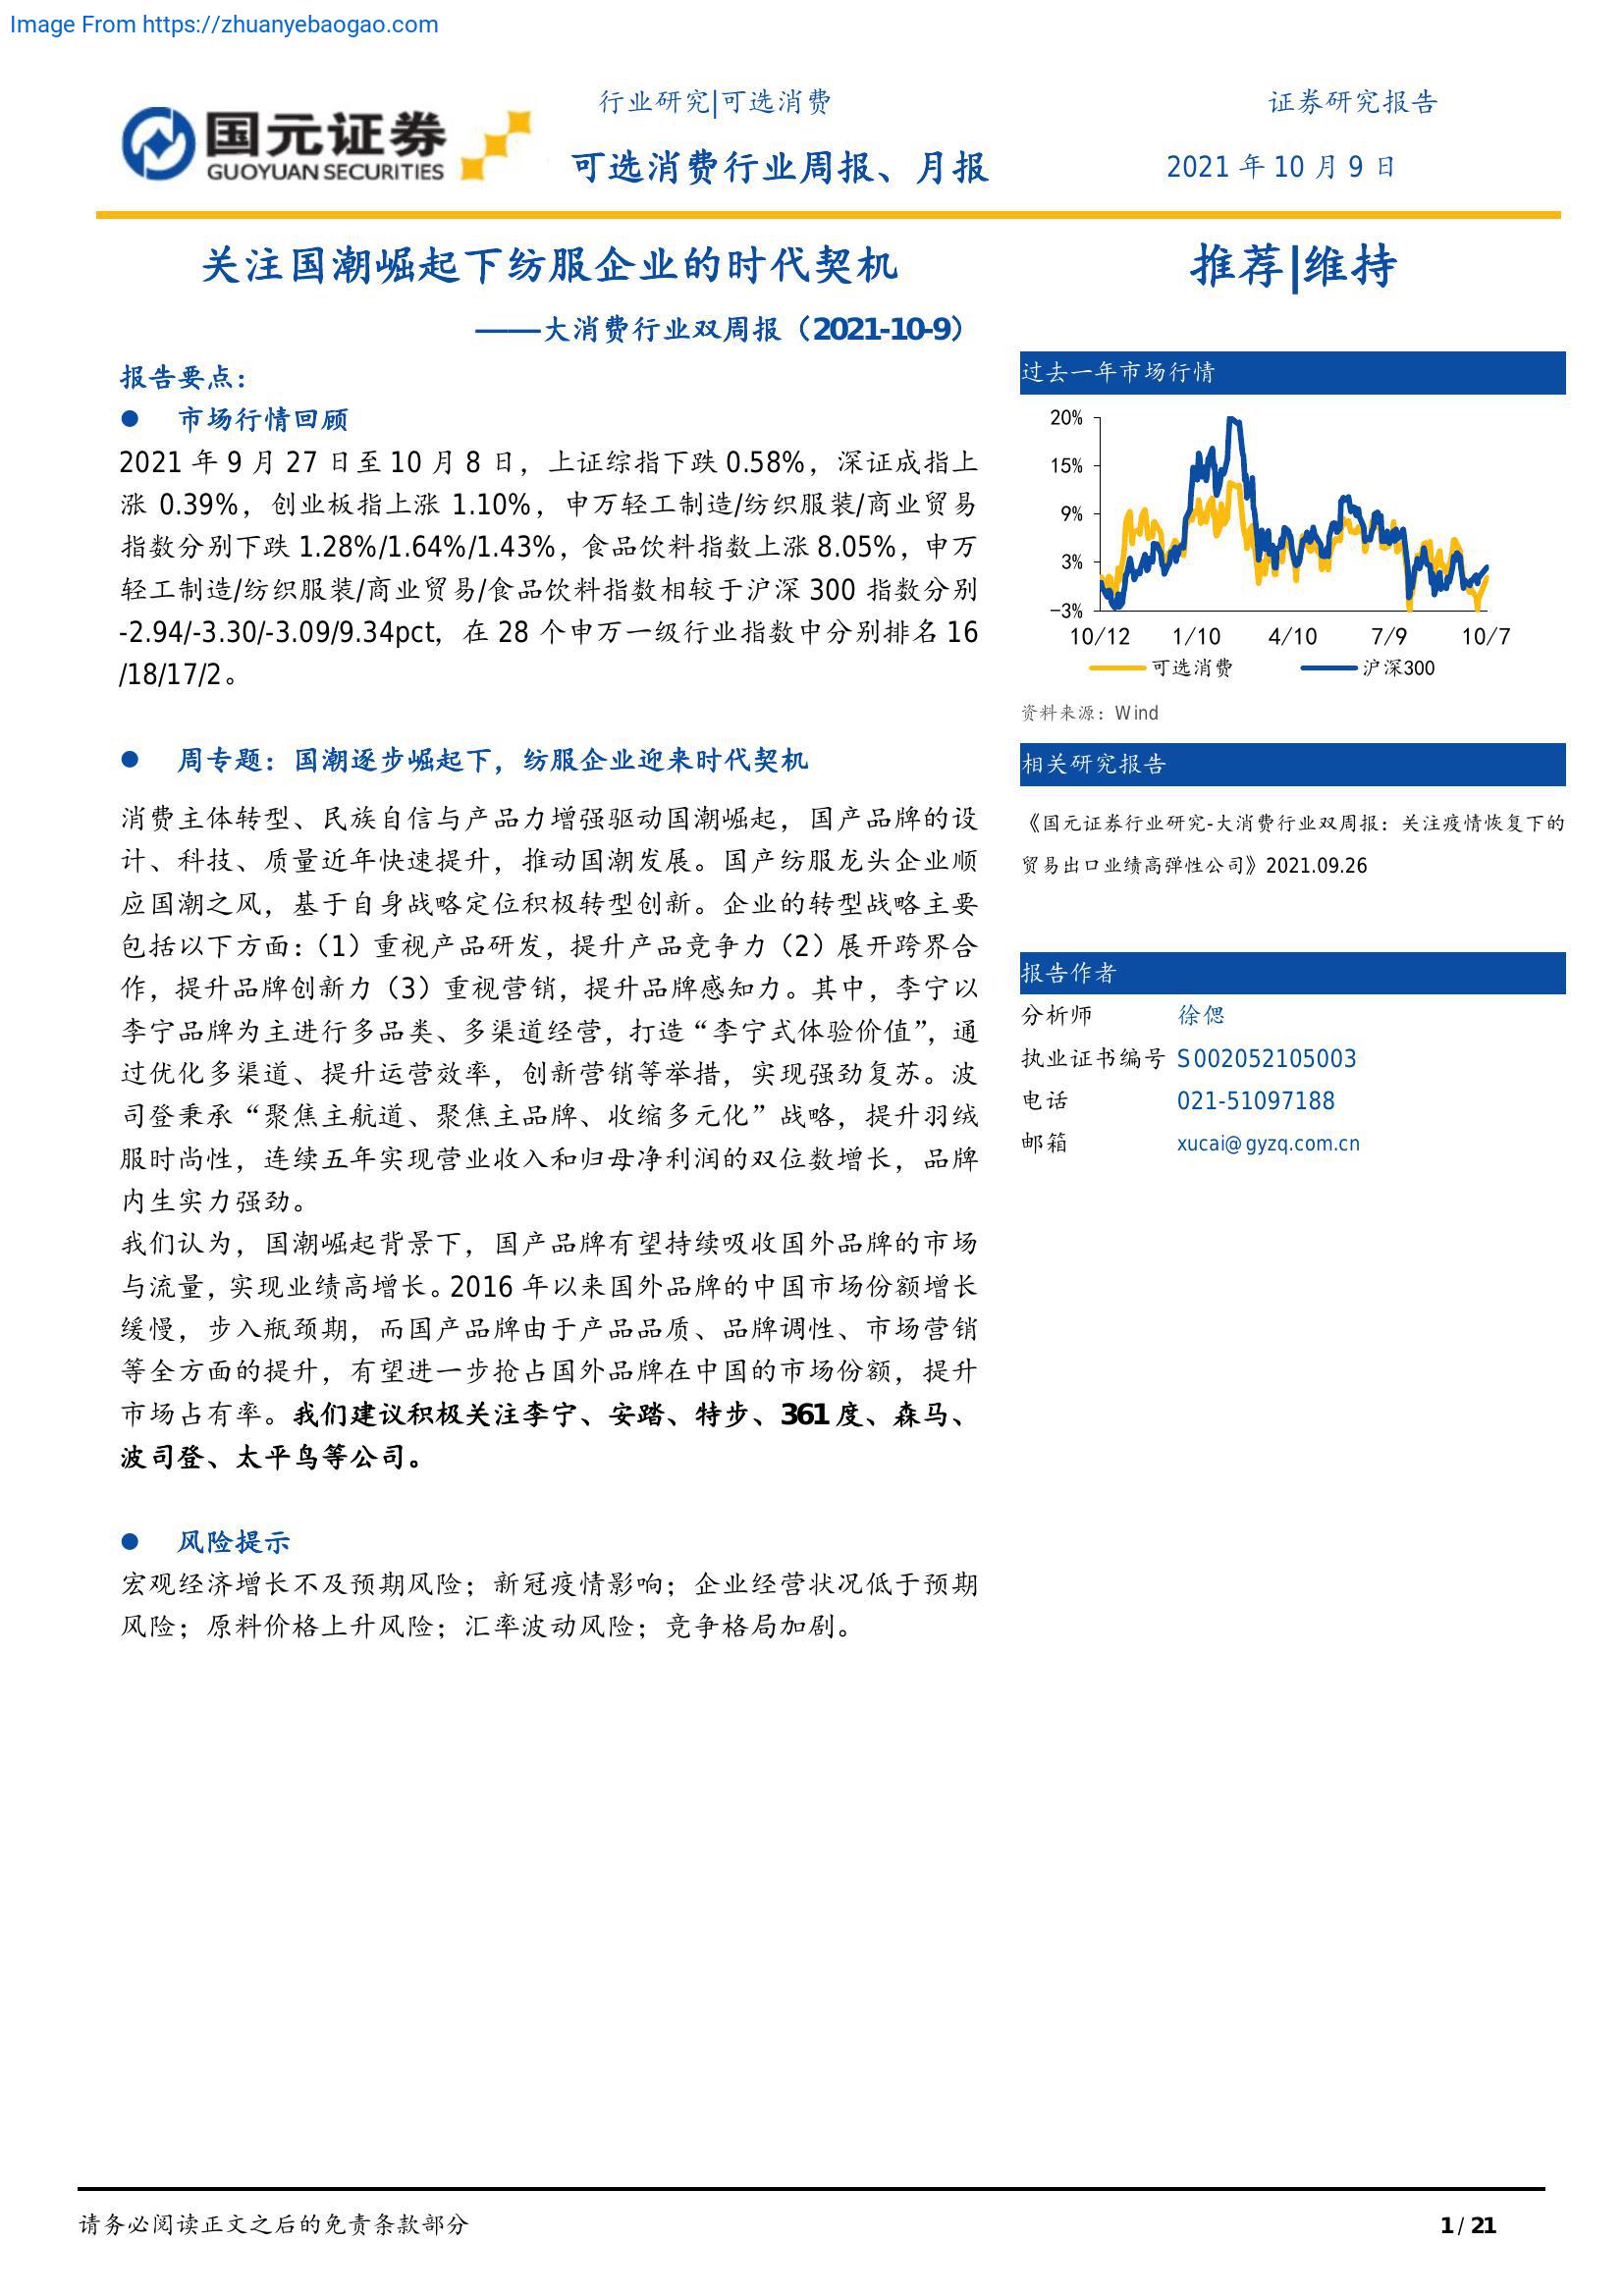 Image From https://zhuanyebaogao.com
国元证券
GUOYUAN SECURITIES
行业研究|可选消费
证券研究报告
可选消费行业周报、月报
2021 年 10 月 9 日
关注国潮崛起下纺服企业的时代契机
——大消费行业双周报（2021-10-9）
报告要点：
● 市场行情回顾
2021 年 9 月 27 日至 10 月 8 日，上证综指下跌 0.58%，深证成指上
涨 0.39%，创业板指上涨 1.10%，申万轻工制造/纺织服装/商业贸易
指数分别下跌 1.28%/1.64%/1.43%，食品饮料指数上涨 8.05%，申万
轻工制造/纺织服装/商业贸易/食品饮料指数相较于沪深 300 指数分别
-2.94/-3.30/-3.09/9.34pct，在 28 个申万一级行业指数中分别排名 16
/18/17/2。
● 周专题：国潮逐步崛起下，纺服企业迎来时代契机
消费主体转型、民族自信与产品力增强驱动国潮崛起，国产品牌的设
计、科技、质量近年快速提升，推动国潮发展。国产纺服龙头企业顺
应国潮之风，基于自身战略定位积极转型创新。企业的转型战略主要
包括以下方面：（1）重视产品研发，提升产品竞争力（2）展开跨界合
作，提升品牌创新力（3）重视营销，提升品牌感知力。其中，李宁以
李宁品牌为主进行多品类、多渠道经营，打造“李宁式体验价值”，通
过优化多渠道、提升运营效率，创新营销等举措，实现强劲复苏。波
司登秉承“聚焦主航道、聚焦主品牌、收缩多元化”战略，提升羽绒
服时尚性，连续五年实现营业收入和归母净利润的双位数增长，品牌
内生实力强劲。
我们认为，国潮崛起背景下，国产品牌有望持续吸收国外品牌的市场
与流量，实现业绩高增长。2016 年以来国外品牌的中国市场份额增长
缓慢，步入瓶颈期，而国产品牌由于产品品质、品牌调性、市场营销
等全方面的提升，有望进一步抢占国外品牌在中国的市场份额，提升
市场占有率。我们建议积极关注李宁、安踏、特步、361 度、森马、
波司登、太平鸟等公司。
● 风险提示
宏观经济增长不及预期风险；新冠疫情影响；企业经营状况低于预期
风险；原料价格上升风险；汇率波动风险；竞争格局加剧。
推荐|维持
过去一年市场行情
20%
15%
9%
3%
-3%
10/12 1/10 4/10 7/9 10/7
可选消费 沪深300
资料来源：Wind
相关研究报告
《国元证券行业研究-大消费行业双周报：关注疫情恢复下的
贸易出口业绩高弹性公司》2021.09.26
报告作者
分析师 徐偲
执业证书编号 S002052105003
电话 021-51097188
邮箱 xucai@gyzq.com.cn
请务必阅读正文之后的免责条款部分
1 / 21